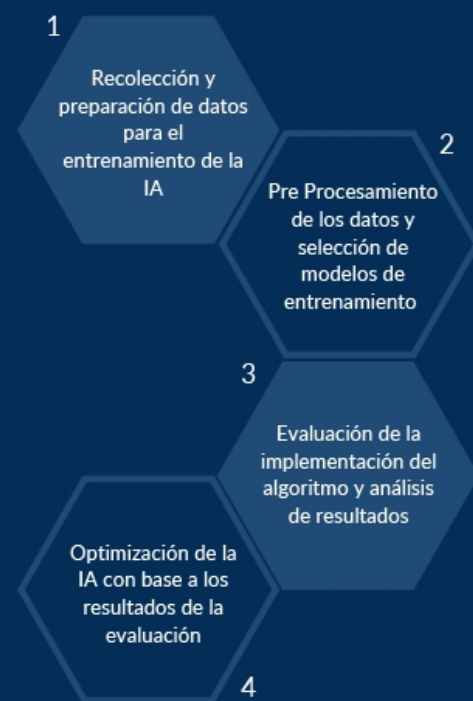 1
Recolección y
preparación de datos
para el
entrenamiento de la
IA
2
Pre Procesamiento
de los datos y
selección de
modelos de
entrenamiento
3
Evaluación de la
implementación del
algoritmo y análisis
de resultados
Optimización de la
IA con base a los
resultados de la
evaluación
4